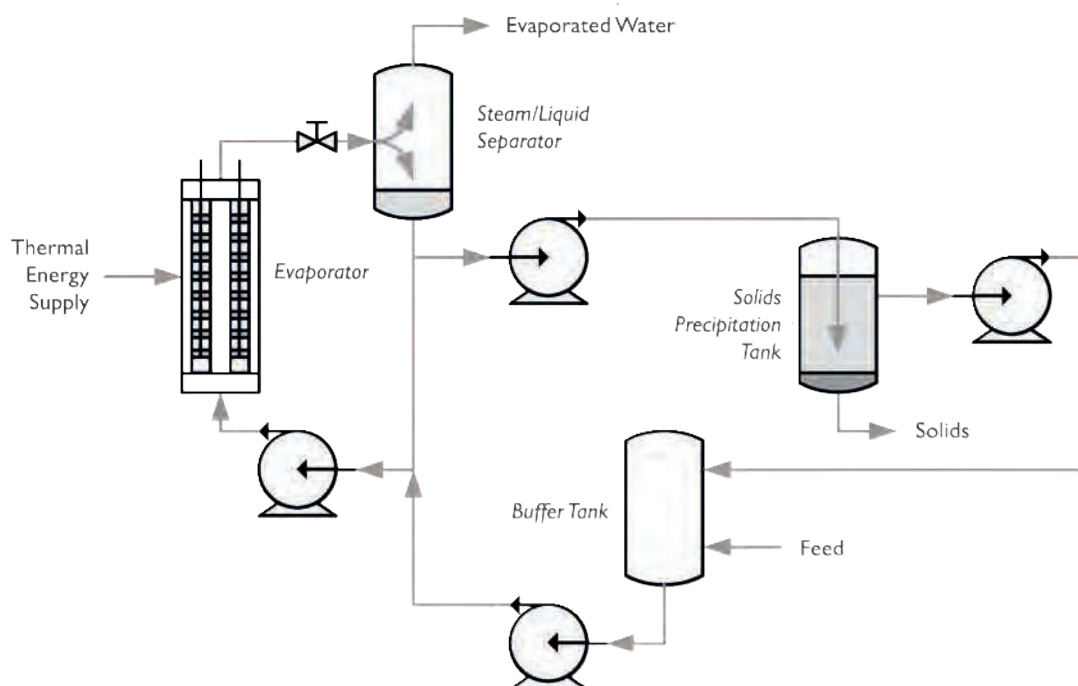 Evaporated Water
Steam/Liquid
Separator
Thermal
Energy
Supply
Evaporator
Solids
Precipitation
Tank
Solids
Buffer Tank
Feed